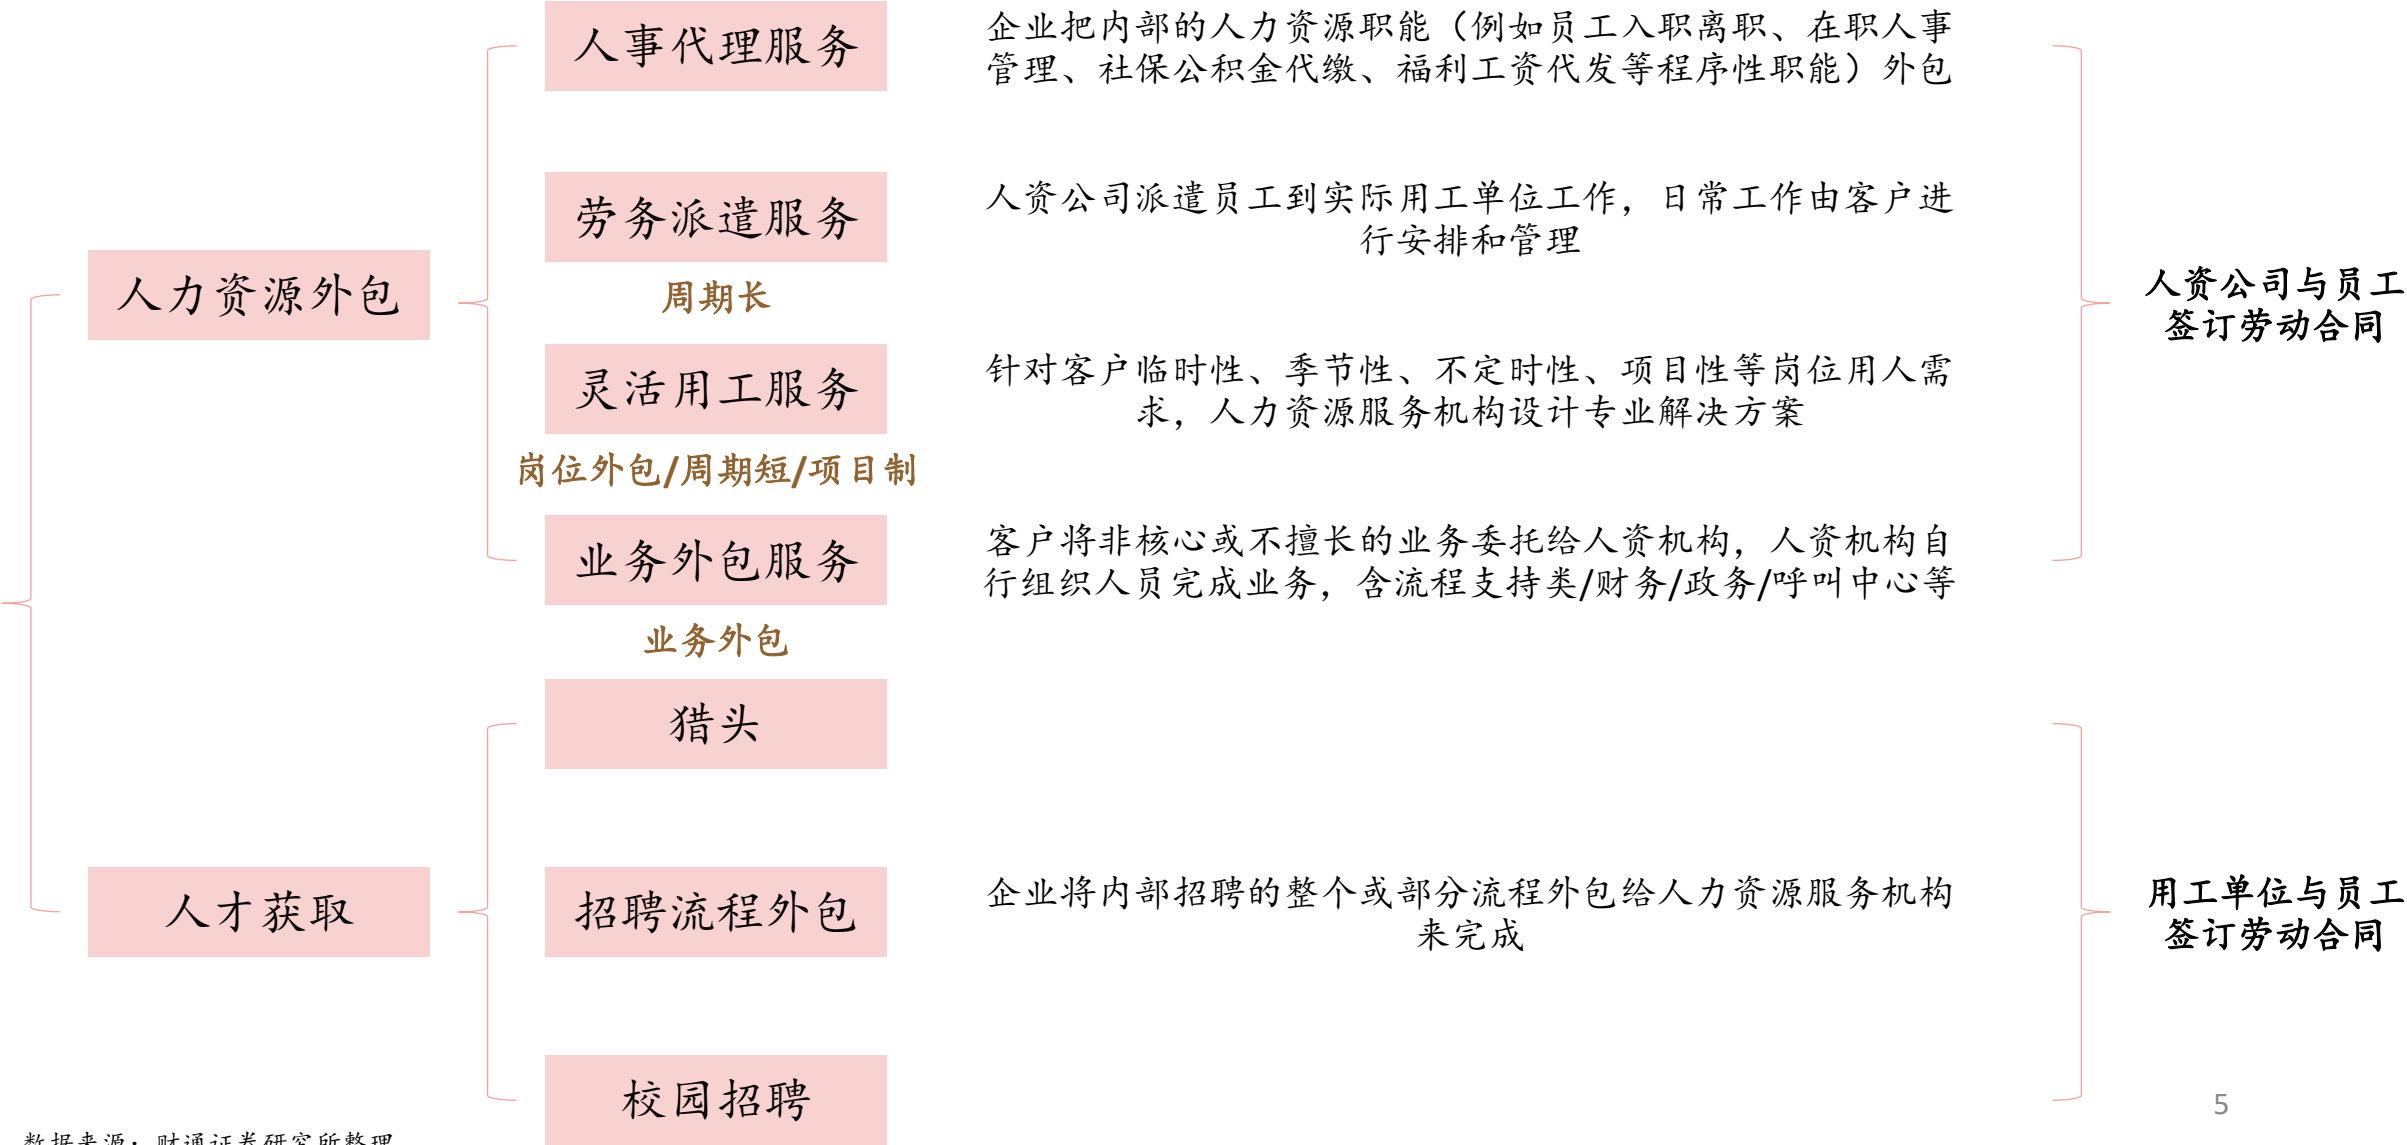 人事代理服务
企业把内部的人力资源职能（例如员工入职离职、在职人事
管理、社保公积金代缴、福利工资代发等程序性职能）外包
劳务派遣服务
人资公司派遣员工到实际用工单位工作，日常工作由客户进
行安排和管理
人力资源外包
周期长
人资公司与员工
签订劳动合同
灵活用工服务
针对客户临时性、季节性、不定时性、项目性等岗位用人需
求，人力资源服务机构设计专业解决方案
岗位外包/周期短/项目制
业务外包服务
客户将非核心或不擅长的业务委托给人资机构，人资机构自
行组织人员完成业务，含流程支持类/财务/政务/呼叫中心等
业务外包
猎头
人才获取
招聘流程外包
企业将内部招聘的整个或部分流程外包给人力资源服务机构
来完成
用工单位与员工
签订劳动合同
校园招聘
5
数据来源：财通证券研究所整理